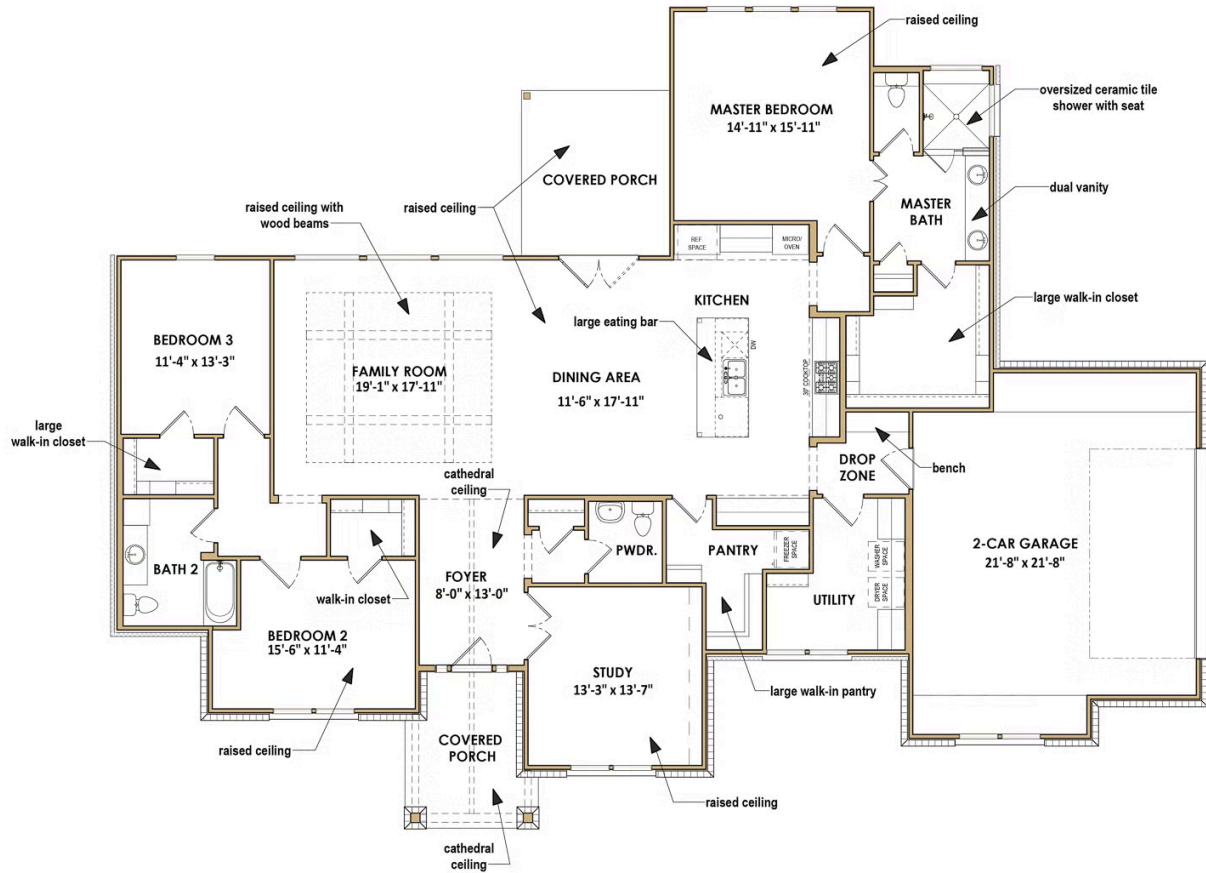 raised ceiling
MASTER BEDROOM
14'-11" x 15'-11"
oversized ceramic tile
shower with seat
COVERED PORCH
raised ceiling with
wood beams
raised ceiling
MASTER
BATH
dual vanity
REF
SPACE
MICRO/
OVEN
KITCHEN
large eating bar
DW
30" COOKTOP
large walk-in closet
BEDROOM 3
11'-4" x 13'-3"
FAMILY ROOM
19'-1" x 17'-11"
DINING AREA
11'-6" x 17'-11"
large
walk-in closet
cathedral
ceiling
DROP
ZONE
bench
2-CAR GARAGE
21'-8" x 21'-8"
BATH 2
walk-in closet
FOYER
8'-0" x 13'-0"
PWDR.
PANTRY
FREEZER
SPACE
WASHER
SPACE
DRYER
SPACE
UTILITY
BEDROOM 2
15'-6" x 11'-4"
STUDY
13'-3" x 13'-7"
large walk-in pantry
raised ceiling
COVERED
PORCH
raised ceiling
cathedral
ceiling